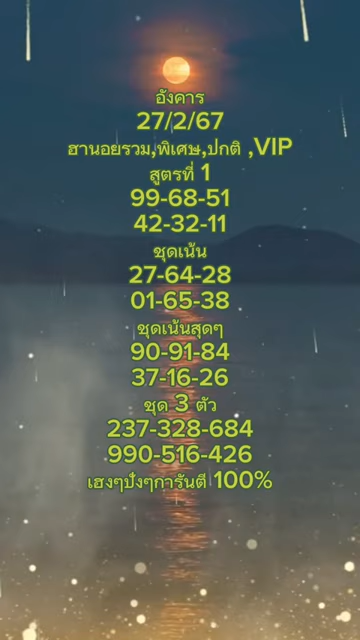 อังคาร
27/2/67
ฮานอยรวม,พิเศษ,ปกติ ,VIP
สูตรที่ 1
99-68-51
42-32-11
ชุดเน้น
27-64-28
01-65-38
ชุดเน้นสุดๆ
90-91-84
37-16-26
ชุด 3 ตัว
237-328-684
990-516-426
เฮงๆปังๆการันตี 100%